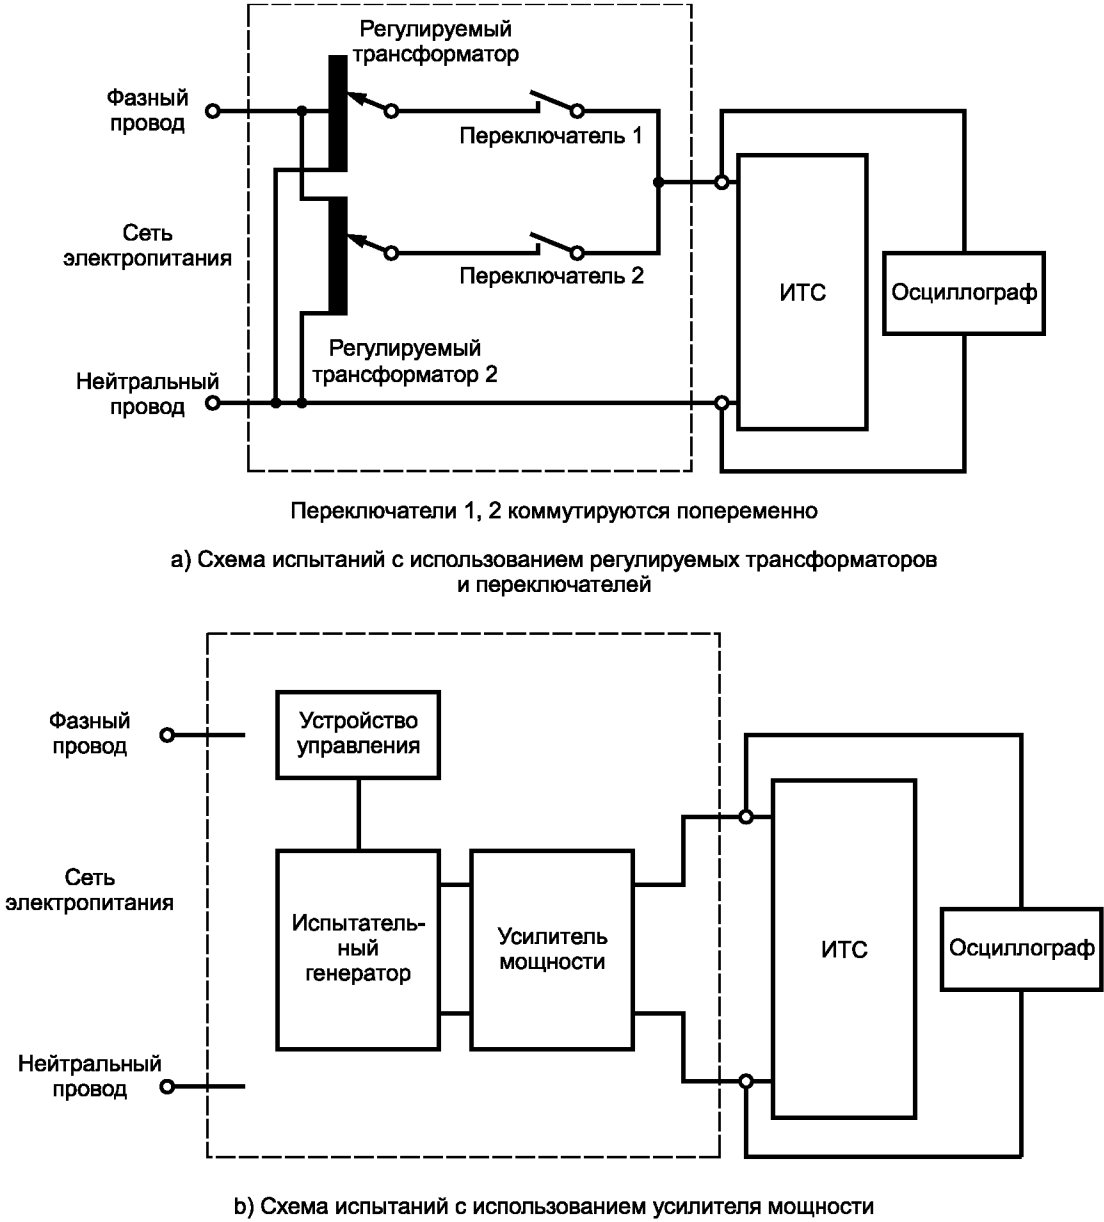 Регулируемый
трансформатор
Фазный
провод
Переключатель 1
Сеть
электропитания
Переключатель 2
ИТС
Осциллограф
Регулируемый
трансформатор 2
Нейтральный
провод
Переключатели 1, 2 коммутируются попеременно
a) Схема испытаний с использованием регулируемых трансформаторов
и переключателей
Фазный
провод
Устройство
управления
Сеть
электропитания
Испытатель-
ный
генератор
Усилитель
мощности
ИТС
Осциллограф
Нейтральный
провод
b) Схема испытаний с использованием усилителя мощности